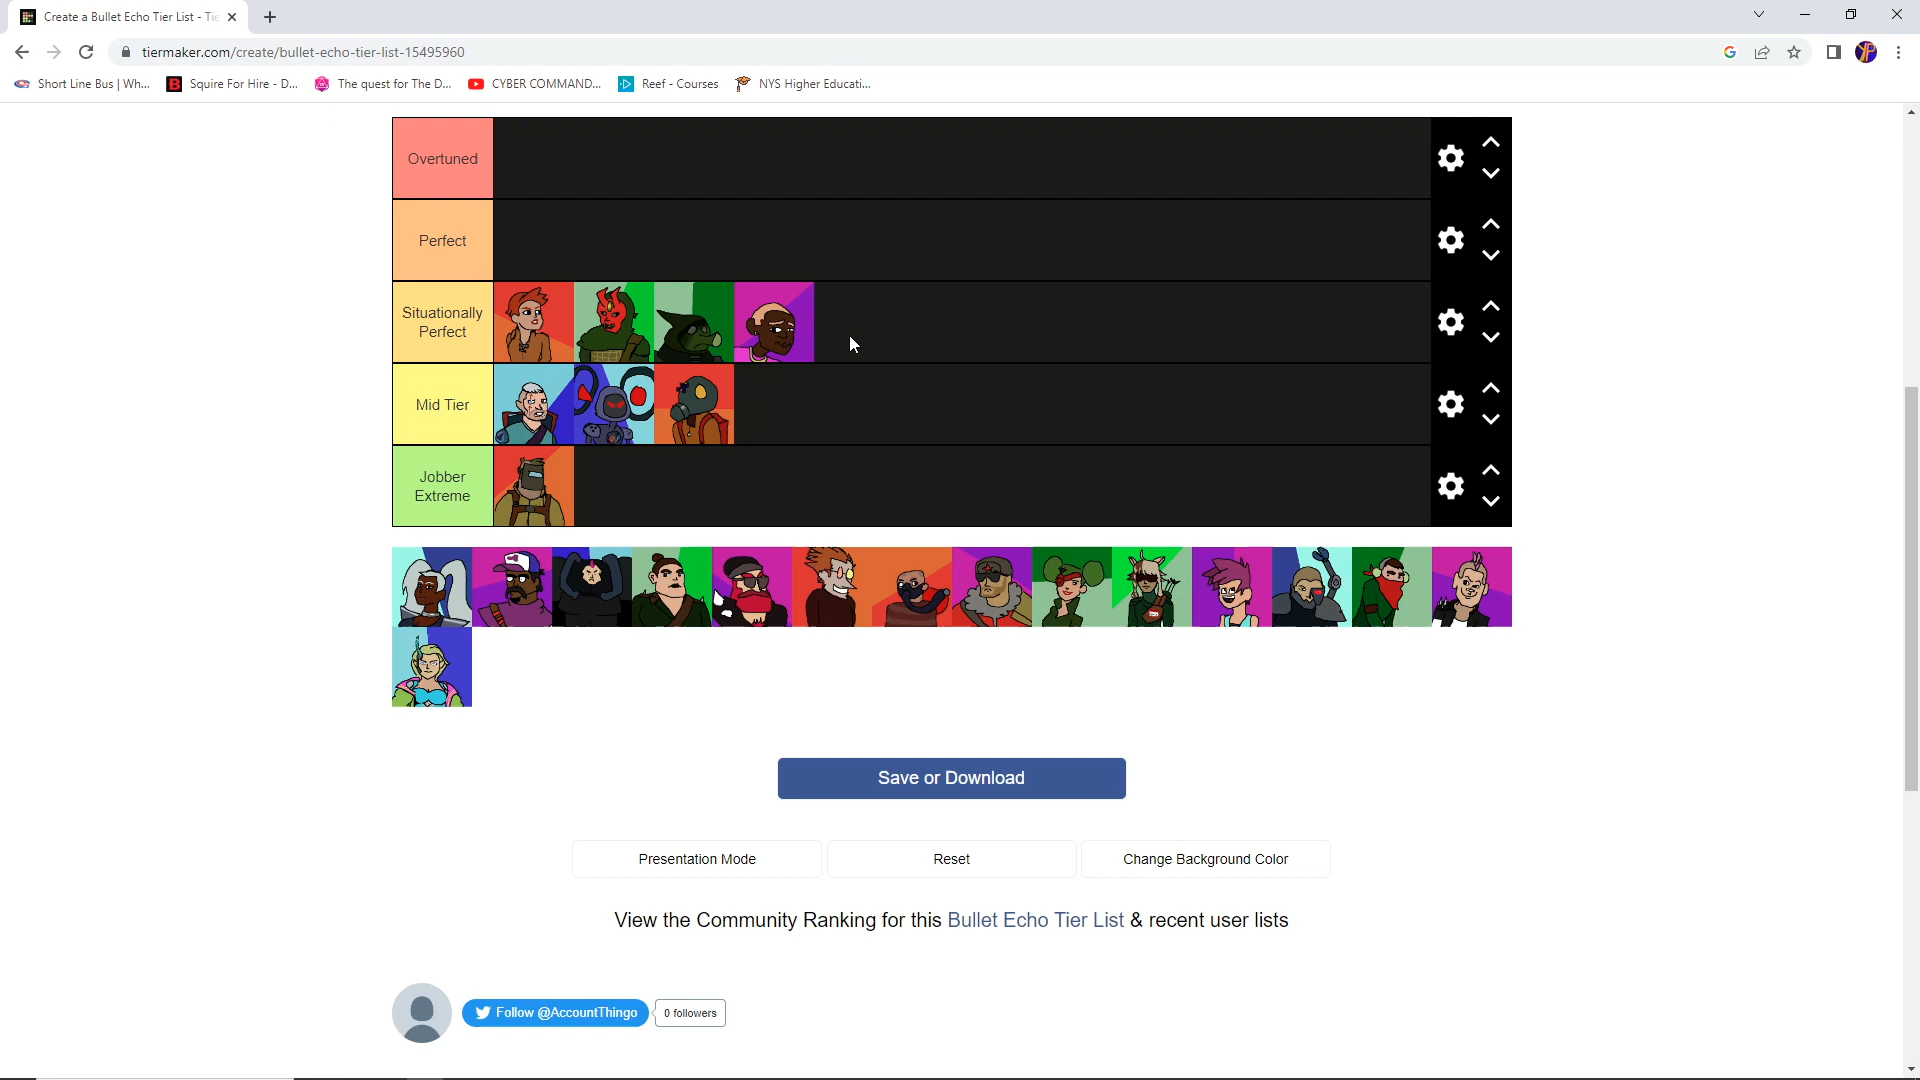 Create a Bullet Echo Tier List - Tie
tiermaker.com/create/bullet-echo-tier-list-15495960
Short Line Bus | Wh... Squire For Hire - D... The quest for The D... CYBER COMMAND... Reef - Courses NYS Higher Educati...
Overtuned
Perfect
Situationally
Perfect
Mid Tier
Jobber
Extreme
Save or Download
Presentation Mode Reset Change Background Color
View the Community Ranking for this Bullet Echo Tier List & recent user lists
Follow @AccountThingo 0 followers